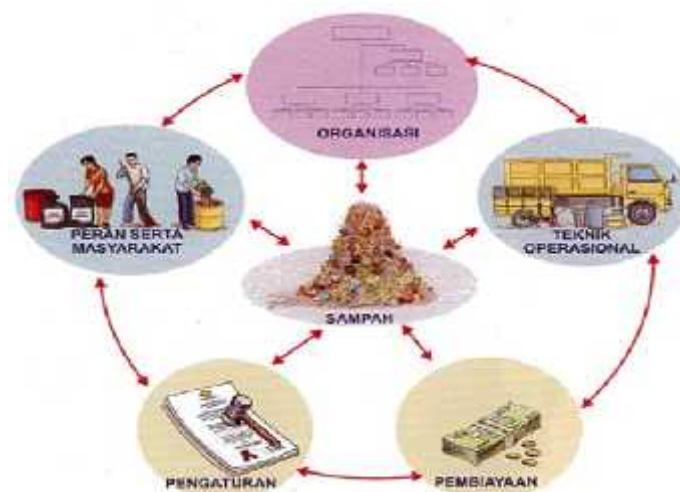 ORGANISASI
PERAN SERTA
MASYARAKAT
TEKNIK
OPERASIONAL
SAMPAH
PENGATURAN
PEMBIAYAAN